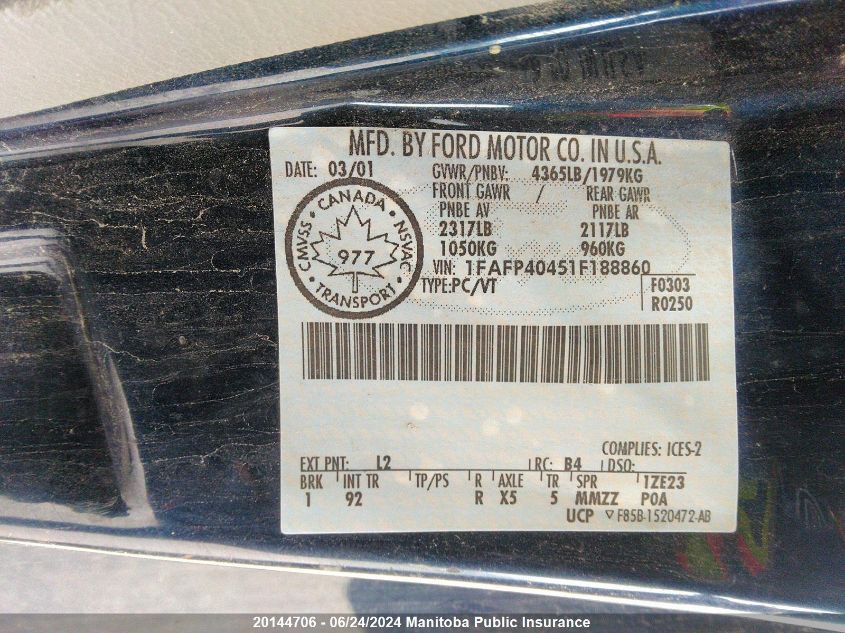 MFD. BY FORD MOTOR CO. IN U.S.A.
DATE: 03/01 GVWR/PNBV: 4365LB/1979KG
FRONT GAWR / REAR GAWR
PNBE AV PNBE AR
2317LB 2117LB
1050KG 960KG
VIN: 1FAFP40451F188860
TYPE:PC/VT F0303
R0250
CANADA
CMVSS · NSVAC
977
TRANSPORT
COMPLIES: ICES-2
EXT PNT: L2 RC: B4 DSO:
BRK INT TR TP/PS R AXLE TR SPR 1ZE23
1 92 R X5 5 MMZZ POA
UCP ▽ F85B-1520472-AB
20144706 - 06/24/2024 Manitoba Public Insurance